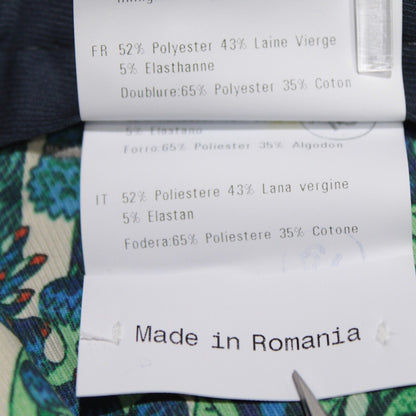 FR 52% Polyester 43% Laine Vierge
5% Elasthanne
Doublure:65% Polyester 35% Coton
5% Elastano
Forro:65% Poliester 35% Algodon
IT 52% Poliestere 43% Lana vergine
5% Elastan
Fodera:65% Poliestere 35% Cotone
Made in Romania